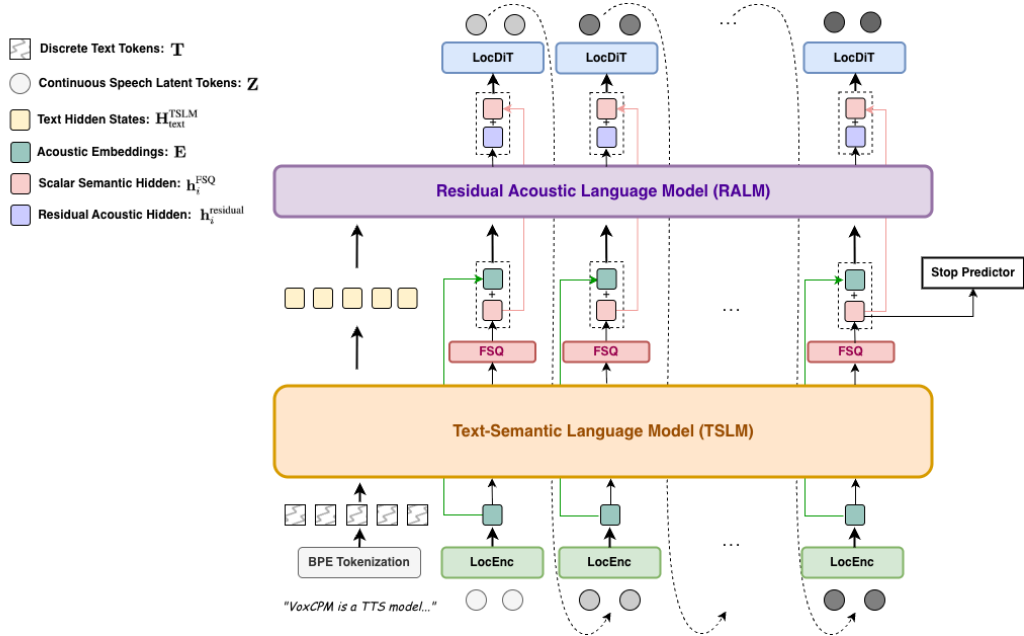 Discrete Text Tokens: T
Continuous Speech Latent Tokens: Z
Text Hidden States: H_text^TSLM
Acoustic Embeddings: E
Scalar Semantic Hidden: h_i^FSQ
Residual Acoustic Hidden: h_i^residual
LocDiT LocDiT ... LocDiT
+ + +
Residual Acoustic Language Model (RALM)
Stop Predictor
+ + ... +
FSQ FSQ FSQ
Text-Semantic Language Model (TSLM)
BPE Tokenization LocEnc LocEnc ... LocEnc
"VoxCPM is a TTS model..."